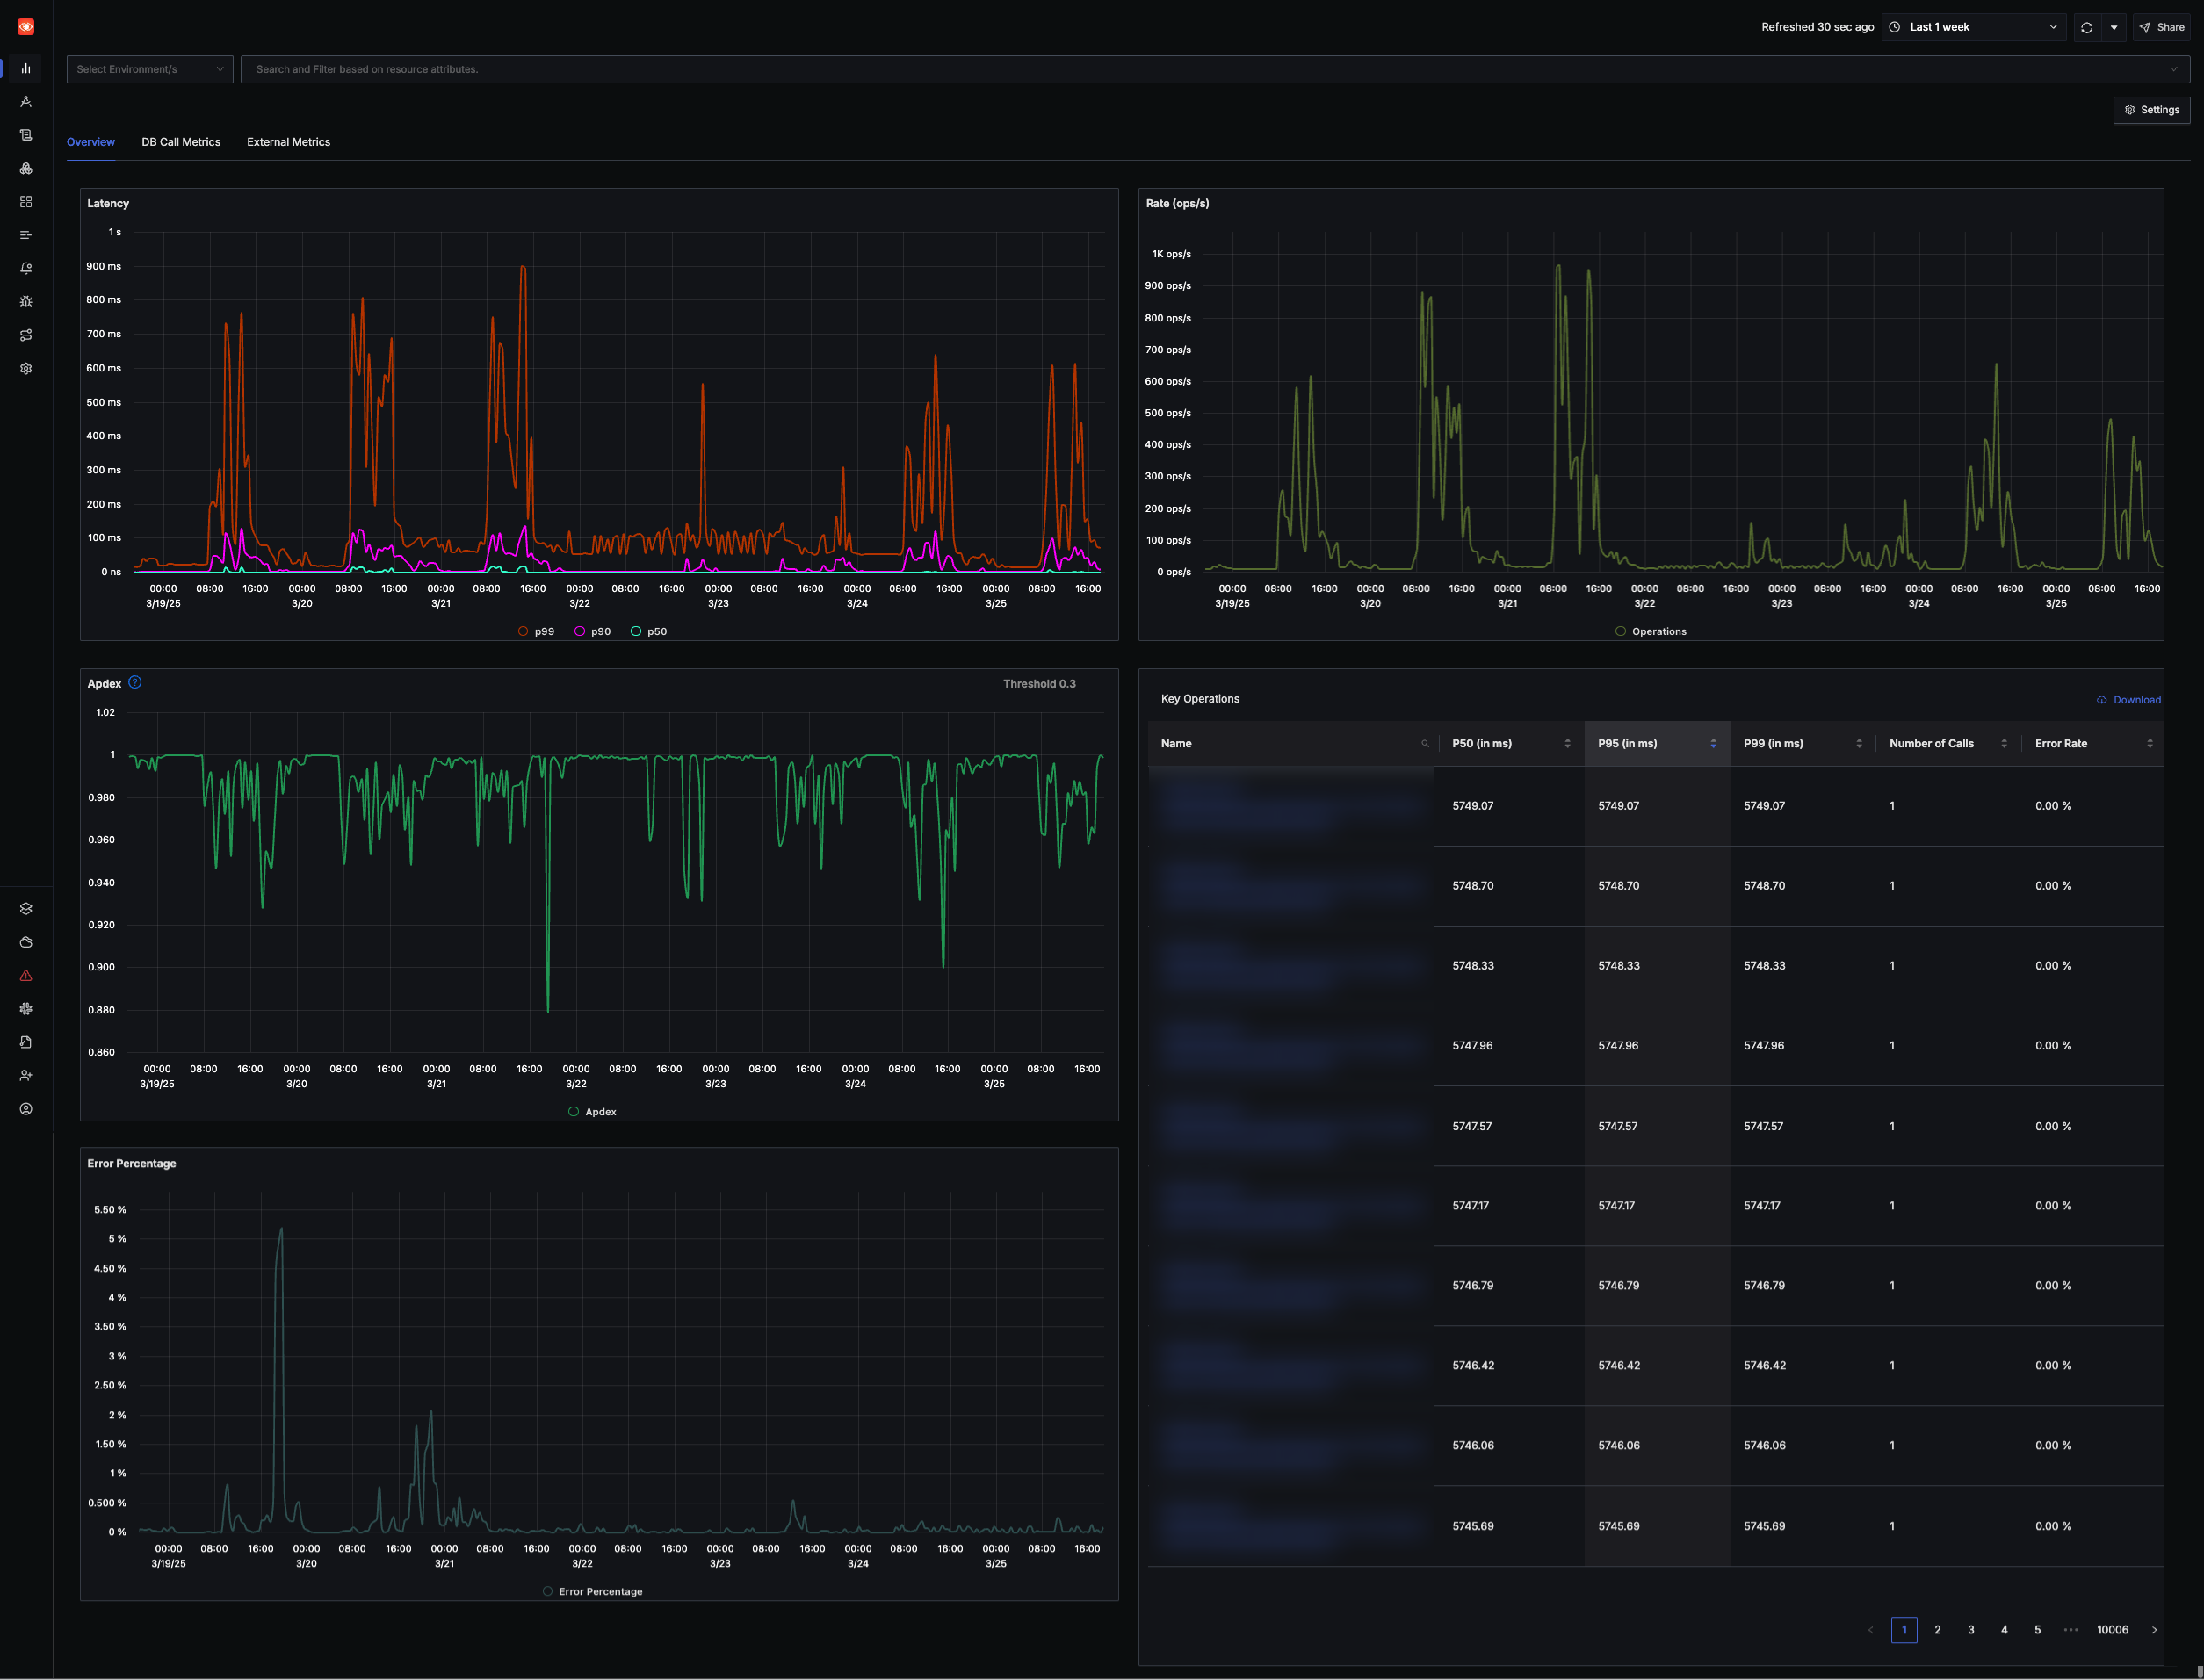 Refreshed 30 sec ago
Last 1 week
Share
Select Environment/s
Search and Filter based on resource attributes.
Settings
Overview DB Call Metrics External Metrics
Latency
1 s
900 ms
800 ms
700 ms
600 ms
500 ms
400 ms
300 ms
200 ms
100 ms
0 ns
00:00 08:00 16:00 00:00 08:00 16:00 00:00 08:00 16:00 00:00 08:00 16:00 00:00 08:00 16:00 00:00 08:00 16:00 00:00 08:00 16:00
3/19/25 3/20 3/21 3/22 3/23 3/24 3/25
p99 p90 p50
Rate (ops/s)
1K ops/s
900 ops/s
800 ops/s
700 ops/s
600 ops/s
500 ops/s
400 ops/s
300 ops/s
200 ops/s
100 ops/s
0 ops/s
00:00 08:00 16:00 00:00 08:00 16:00 00:00 08:00 16:00 00:00 08:00 16:00 00:00 08:00 16:00 00:00 08:00 16:00 00:00 08:00 16:00
3/19/25 3/20 3/21 3/22 3/23 3/24 3/25
Operations
Apdex
Threshold 0.3
1.02
1
0.980
0.960
0.940
0.920
0.900
0.880
0.860
00:00 08:00 16:00 00:00 08:00 16:00 00:00 08:00 16:00 00:00 08:00 16:00 00:00 08:00 16:00 00:00 08:00 16:00 00:00 08:00 16:00
3/19/25 3/20 3/21 3/22 3/23 3/24 3/25
Apdex
Error Percentage
5.50 %
5 %
4.50 %
4 %
3.50 %
3 %
2.50 %
2 %
1.50 %
1 %
0.500 %
0 %
00:00 08:00 16:00 00:00 08:00 16:00 00:00 08:00 16:00 00:00 08:00 16:00 00:00 08:00 16:00 00:00 08:00 16:00 00:00 08:00 16:00
3/19/25 3/20 3/21 3/22 3/23 3/24 3/25
Error Percentage
Key Operations
Download
Name P50 (in ms) P95 (in ms) P99 (in ms) Number of Calls Error Rate
5749.07 5749.07 5749.07 1 0.00 %
5748.70 5748.70 5748.70 1 0.00 %
5748.33 5748.33 5748.33 1 0.00 %
5747.96 5747.96 5747.96 1 0.00 %
5747.57 5747.57 5747.57 1 0.00 %
5747.17 5747.17 5747.17 1 0.00 %
5746.79 5746.79 5746.79 1 0.00 %
5746.42 5746.42 5746.42 1 0.00 %
5746.06 5746.06 5746.06 1 0.00 %
5745.69 5745.69 5745.69 1 0.00 %
1 2 3 4 5 ••• 10006